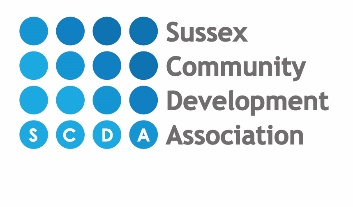 Sussex
Community
Development
S C D A Association